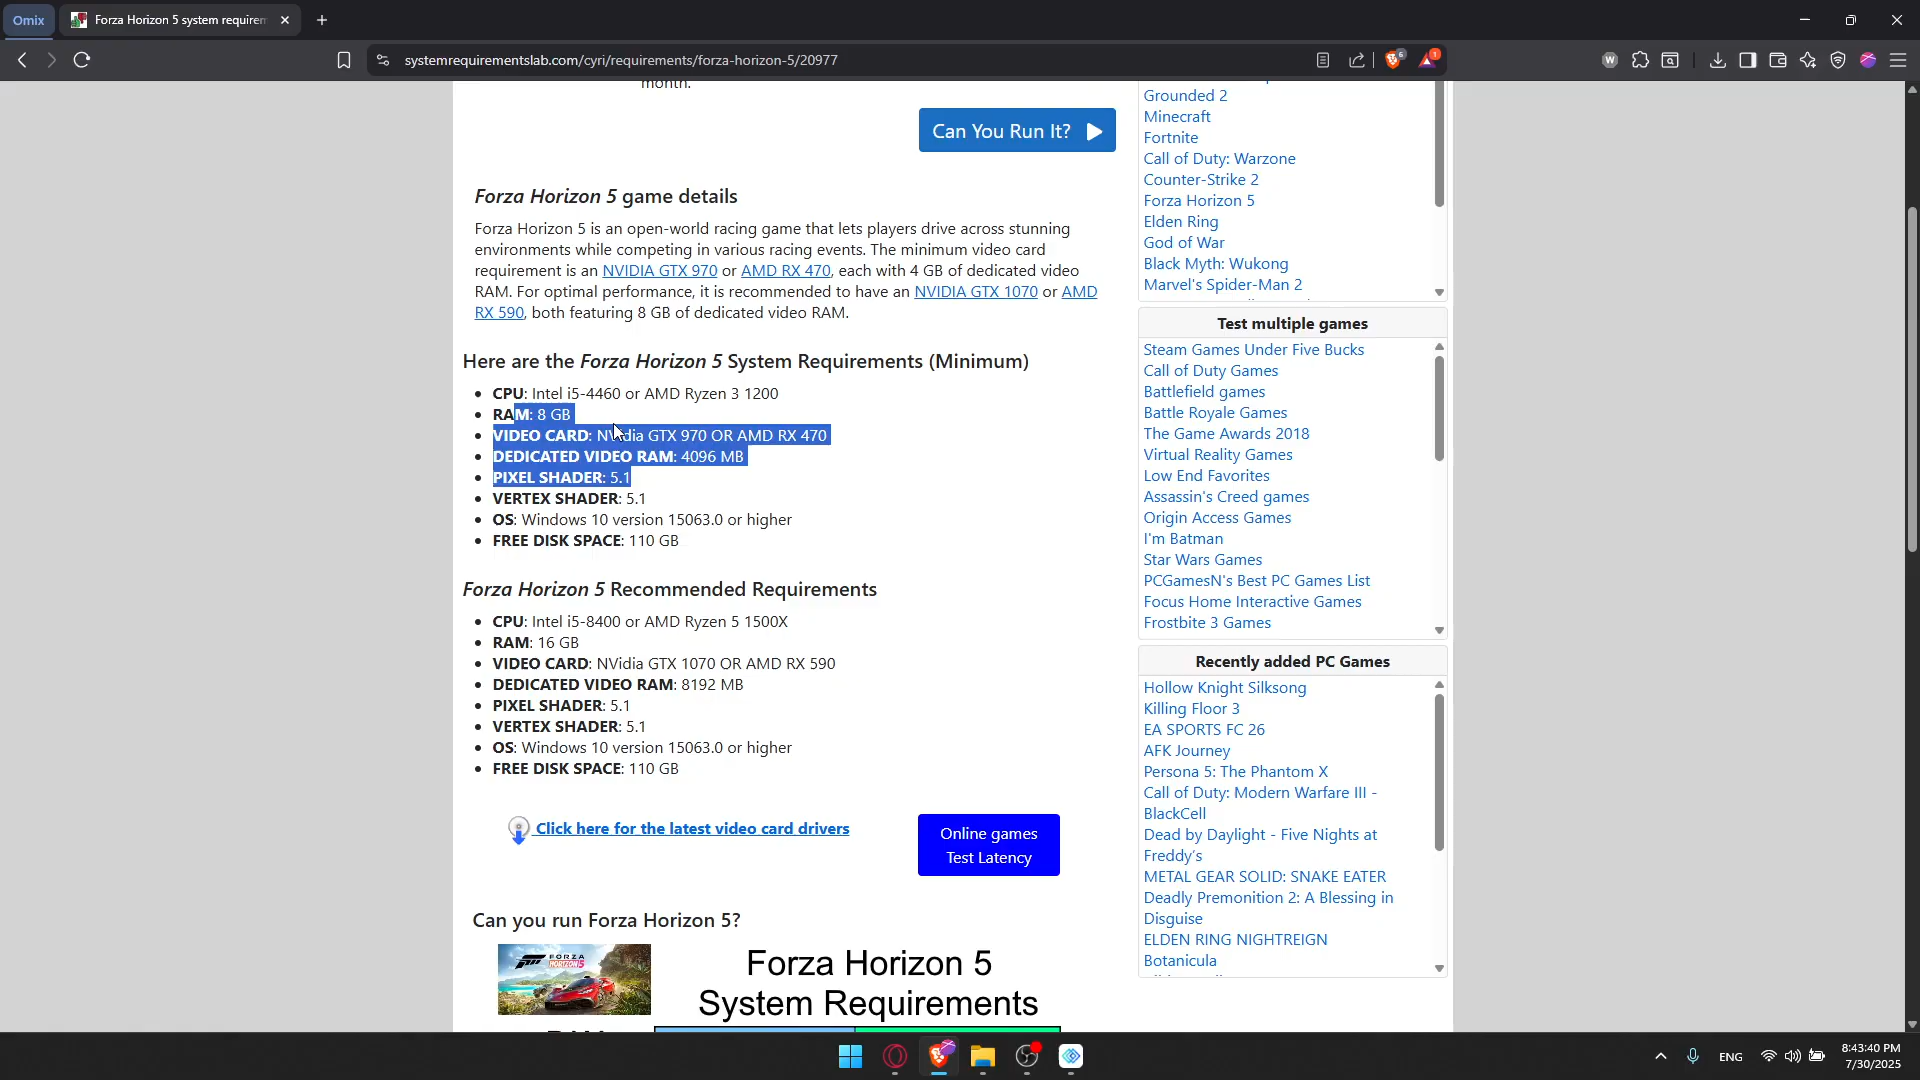 Omix
Forza Horizon 5 system requirem
systemrequirementslab.com/cyri/requirements/forza-horizon-5/20977
6
1
W
month.
Can You Run It?
Forza Horizon 5 game details
Forza Horizon 5 is an open-world racing game that lets players drive across stunning
environments while competing in various racing events. The minimum video card
requirement is an NVIDIA GTX 970 or AMD RX 470, each with 4 GB of dedicated video
RAM. For optimal performance, it is recommended to have an NVIDIA GTX 1070 or AMD
RX 590, both featuring 8 GB of dedicated video RAM.
Here are the Forza Horizon 5 System Requirements (Minimum)
CPU: Intel i5-4460 or AMD Ryzen 3 1200
RAM: 8 GB
VIDEO CARD: NVidia GTX 970 OR AMD RX 470
DEDICATED VIDEO RAM: 4096 MB
PIXEL SHADER: 5.1
VERTEX SHADER: 5.1
OS: Windows 10 version 15063.0 or higher
FREE DISK SPACE: 110 GB
Forza Horizon 5 Recommended Requirements
CPU: Intel i5-8400 or AMD Ryzen 5 1500X
RAM: 16 GB
VIDEO CARD: NVidia GTX 1070 OR AMD RX 590
DEDICATED VIDEO RAM: 8192 MB
PIXEL SHADER: 5.1
VERTEX SHADER: 5.1
OS: Windows 10 version 15063.0 or higher
FREE DISK SPACE: 110 GB
Click here for the latest video card drivers
Online games
Test Latency
Can you run Forza Horizon 5?
FORZA
HORIZON 5
Forza Horizon 5
System Requirements
Grounded 2
Minecraft
Fortnite
Call of Duty: Warzone
Counter-Strike 2
Forza Horizon 5
Elden Ring
God of War
Black Myth: Wukong
Marvel's Spider-Man 2
Test multiple games
Steam Games Under Five Bucks
Call of Duty Games
Battlefield games
Battle Royale Games
The Game Awards 2018
Virtual Reality Games
Low End Favorites
Assassin's Creed games
Origin Access Games
I'm Batman
Star Wars Games
PCGamesN's Best PC Games List
Focus Home Interactive Games
Frostbite 3 Games
Recently added PC Games
Hollow Knight Silksong
Killing Floor 3
EA SPORTS FC 26
AFK Journey
Persona 5: The Phantom X
Call of Duty: Modern Warfare III -
BlackCell
Dead by Daylight - Five Nights at
Freddy's
METAL GEAR SOLID: SNAKE EATER
Deadly Premonition 2: A Blessing in
Disguise
ELDEN RING NIGHTREIGN
Botanicula
ENG
8:43:40 PM
7/30/2025